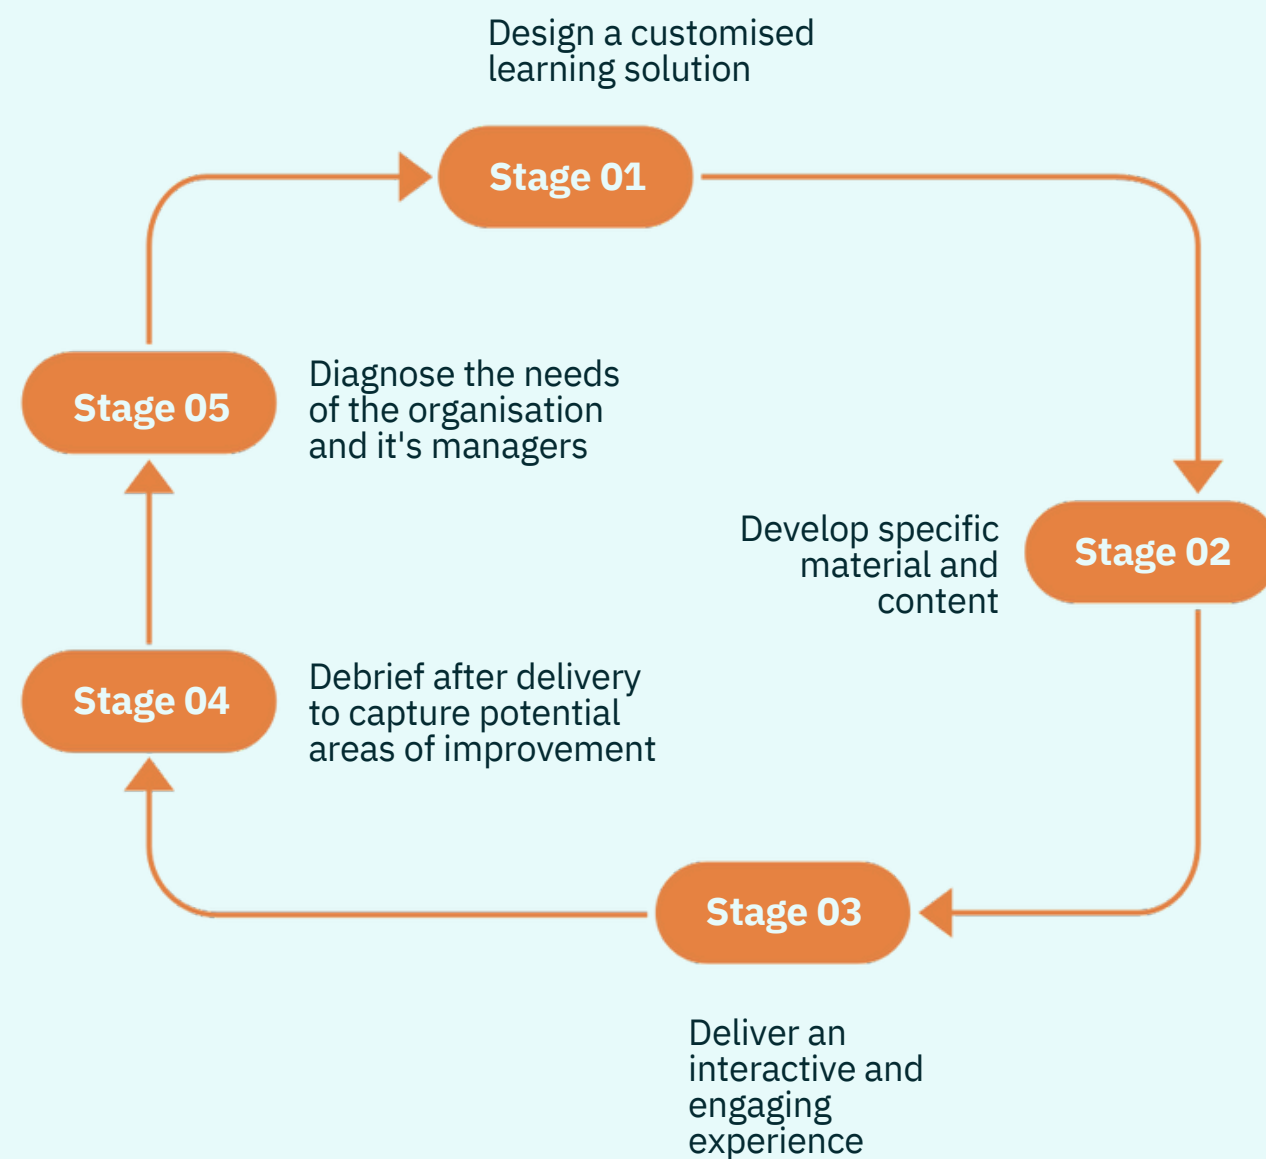 Design a customised
learning solution
Stage 01
Stage 05
Diagnose the needs
of the organisation
and it's managers
Develop specific
material and
content
Stage 02
Stage 04
Debrief after delivery
to capture potential
areas of improvement
Stage 03
Deliver an
interactive and
engaging
experience